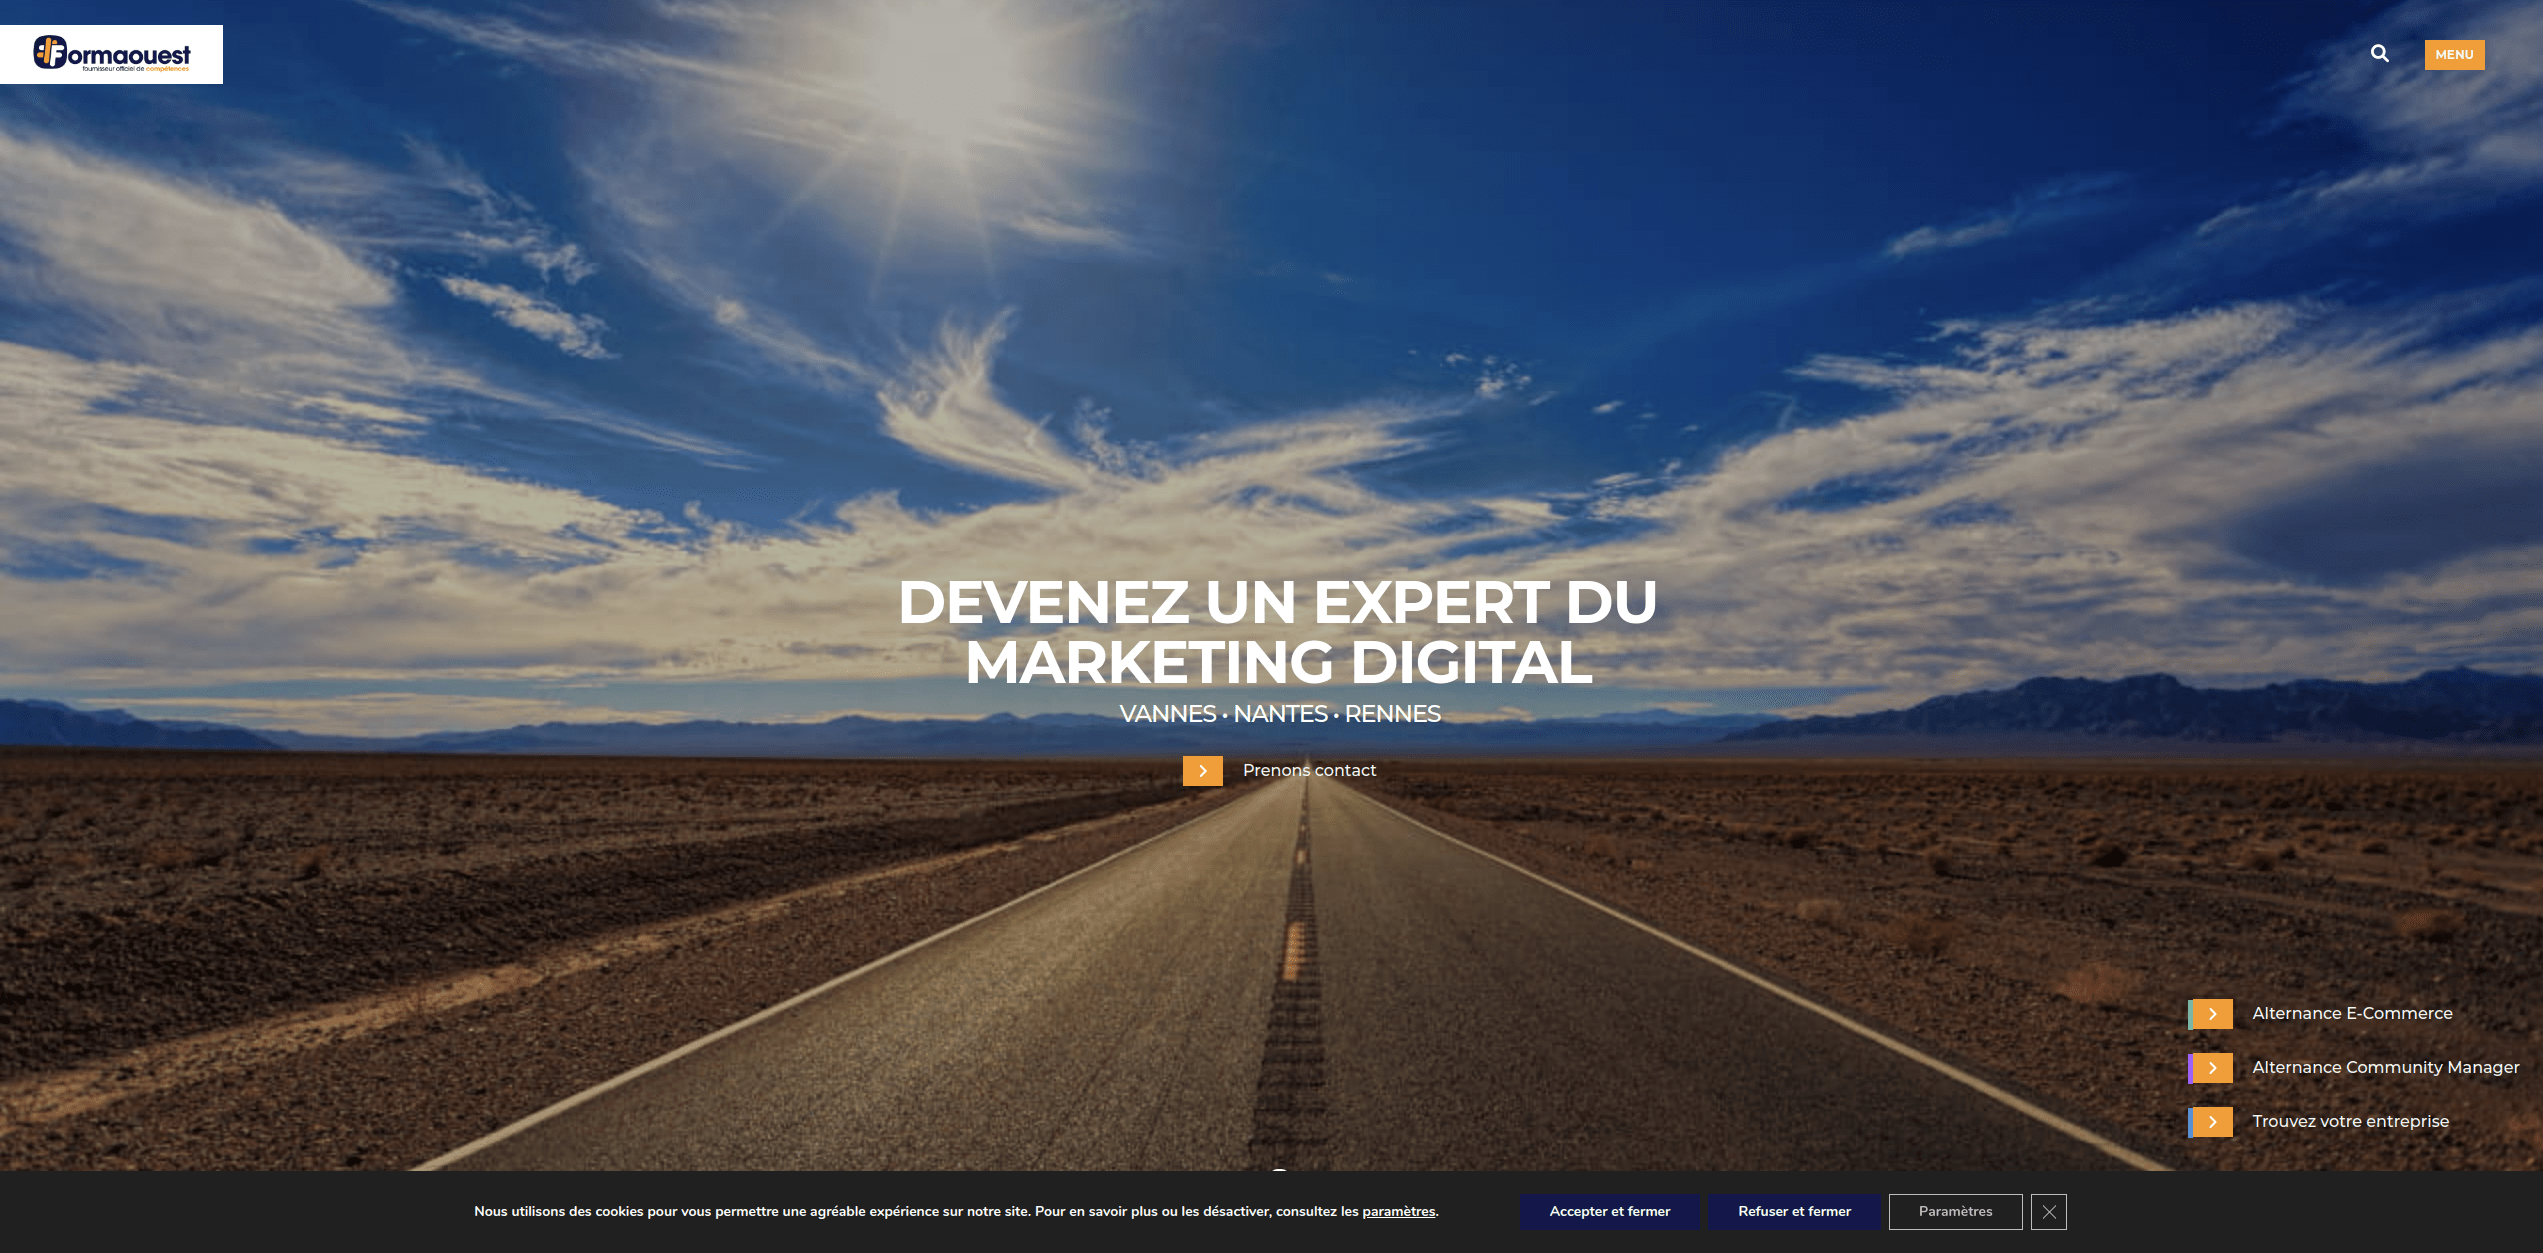 Formaouest
fournisseur officiel de compétences
MENU
DEVENEZ UN EXPERT DU
MARKETING DIGITAL
VANNES • NANTES • RENNES
Prenons contact
Alternance E-Commerce
Alternance Community Manager
Trouvez votre entreprise
Nous utilisons des cookies pour vous permettre une agréable expérience sur notre site. Pour en savoir plus ou les désactiver, consultez les paramètres.
Accepter et fermer
Refuser et fermer
Paramètres